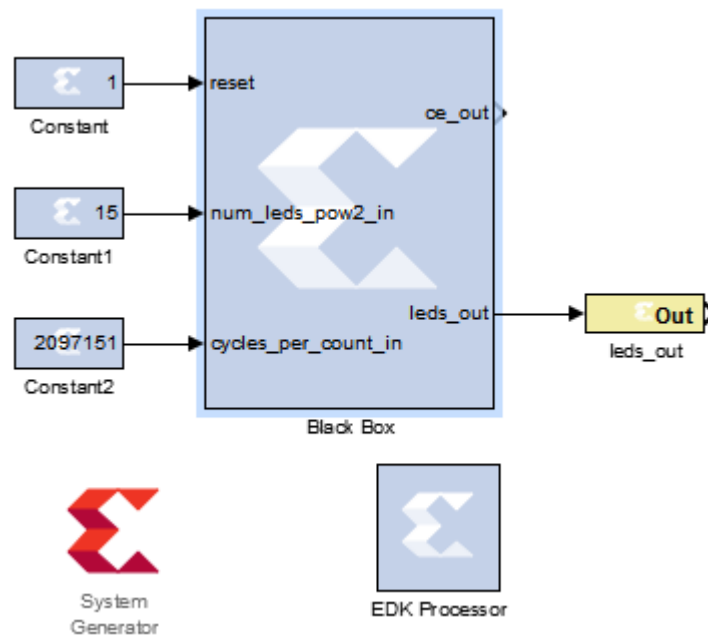 1
reset
Constant
ce_out
15
num_leds_pow2_in
Constant1
leds_out
Out
2097151
cycles_per_count_in
leds_out
Constant2
Black Box
System
Generator
EDK Processor